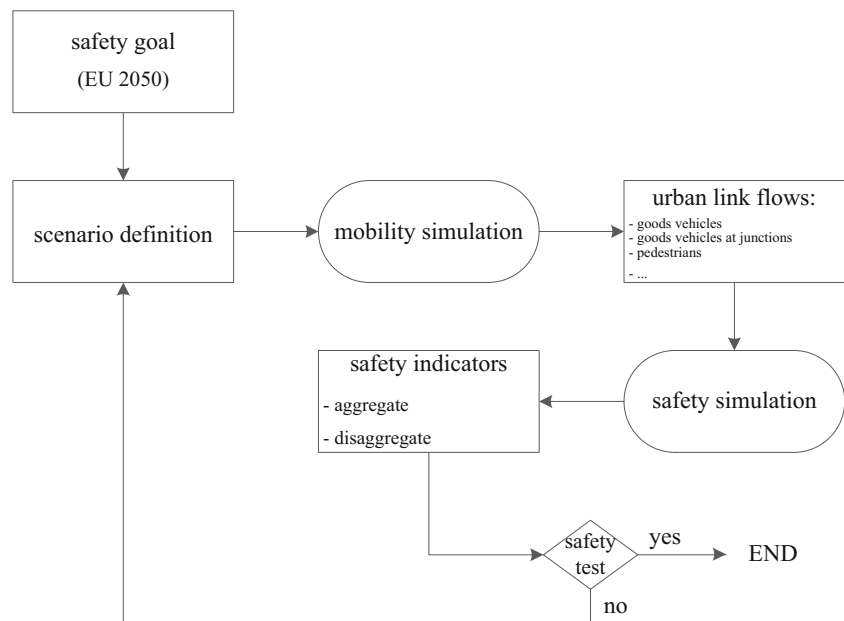 safety goal
(EU 2050)
scenario definition
mobility simulation
urban link flows:
- goods vehicles
- goods vehicles at junctions
- pedestrians
- ...
safety indicators
- aggregate
- disaggregate
safety simulation
safety
test
yes
END
no